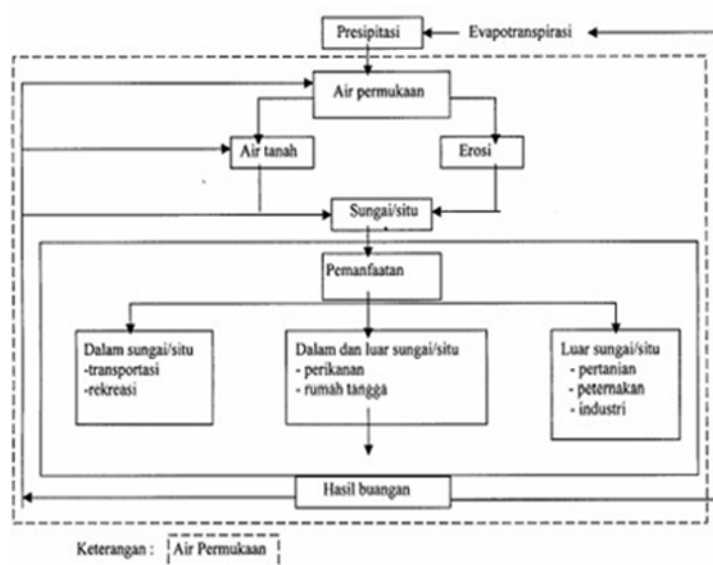 Presipitasi
Evapotranspirasi
Air permukaan
Air tanah
Erosi
Sungai/situ
Pemanfaatan
Dalam sungai/situ
-transportasi
-rekreasi
Dalam dan luar sungai/situ
- perikanan
- rumah tangga
Luar sungai/situ
- pertanian
- peternakan
- industri
Hasil buangan
Keterangan : Air Permukaan